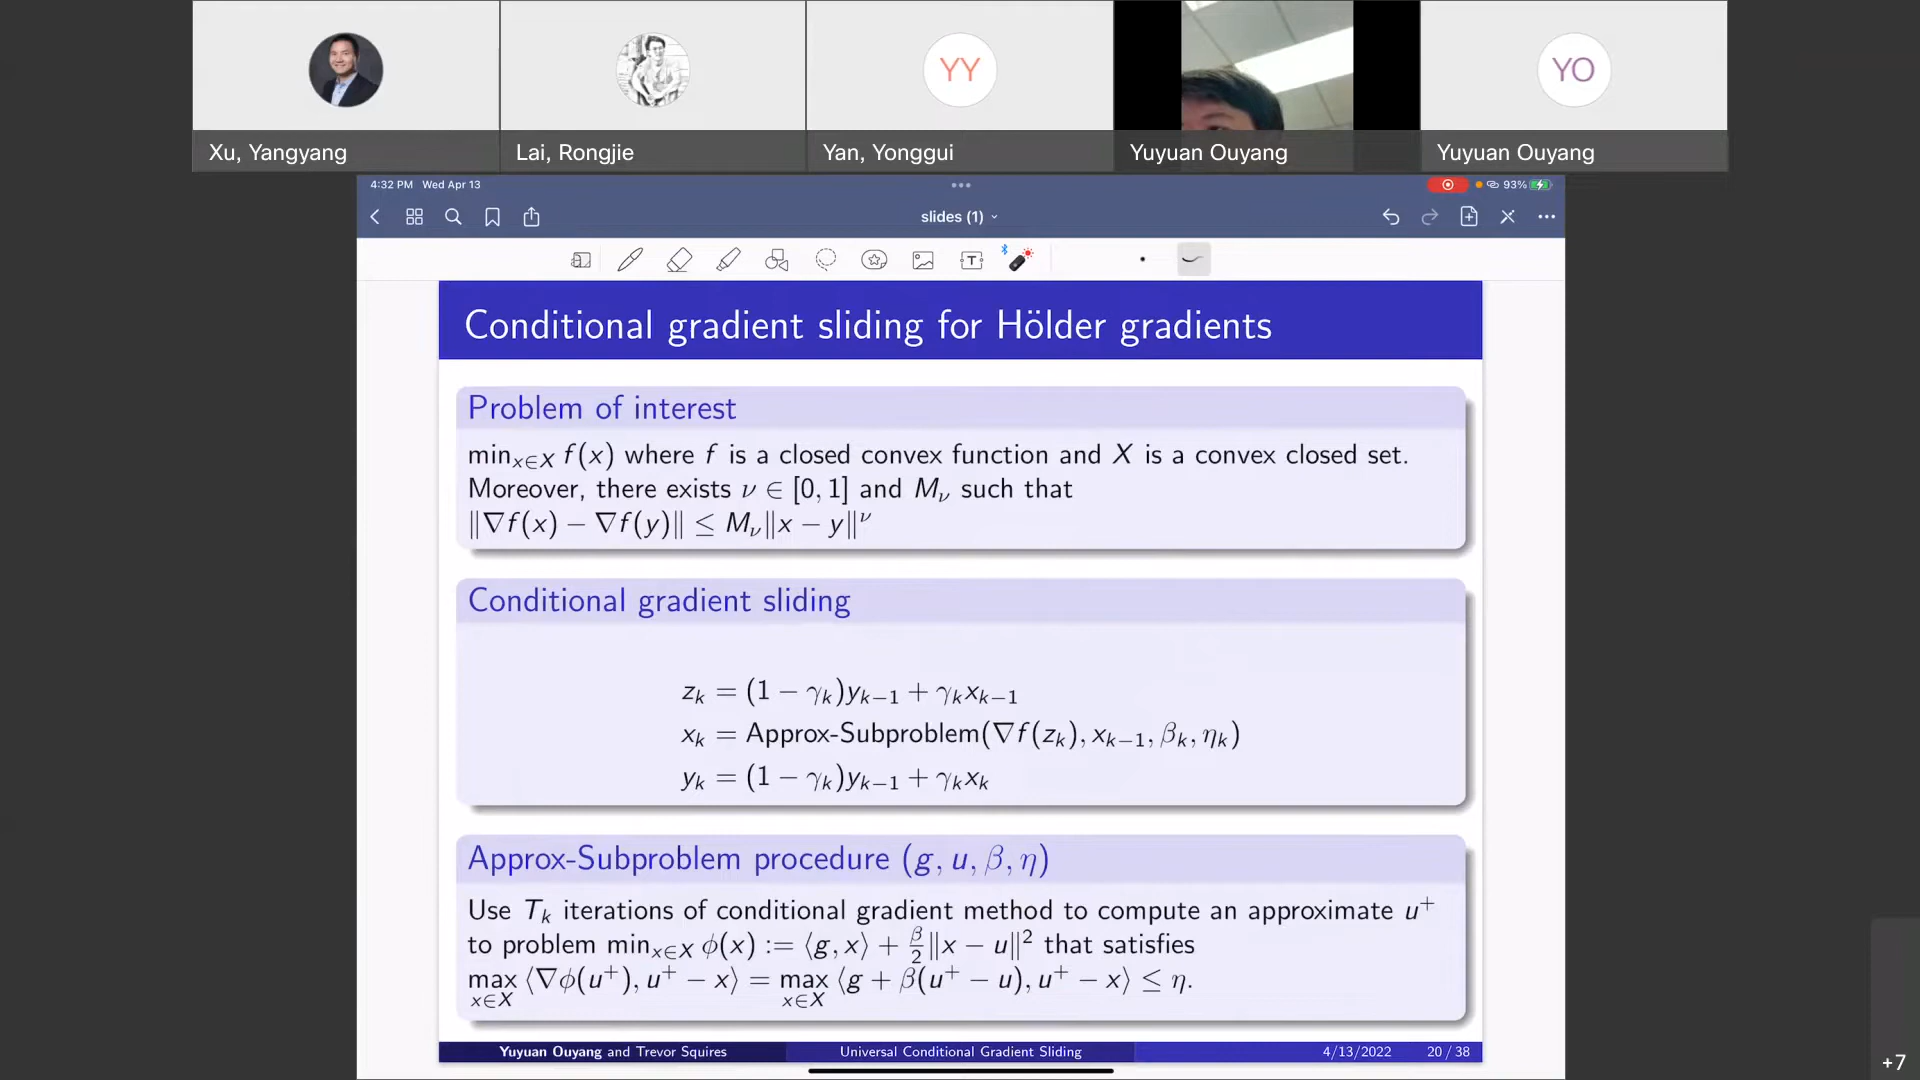 YY
YO
Xu, Yangyang
Lai, Rongjie
Yan, Yonggui
Yuyuan Ouyang
Yuyuan Ouyang
4:32 PM Wed Apr 13
93%
slides (1)
T
Conditional gradient sliding for Hölder gradients
Problem of interest
min_{x∈X} f(x) where f is a closed convex function and X is a convex closed set.
Moreover, there exists ν ∈ [0, 1] and M_ν such that
‖∇f(x) − ∇f(y)‖ ≤ M_ν‖x − y‖^ν
Conditional gradient sliding
z_k = (1 − γ_k)y_{k−1} + γ_k x_{k−1}
x_k = Approx-Subproblem(∇f(z_k), x_{k−1}, β_k, η_k)
y_k = (1 − γ_k)y_{k−1} + γ_k x_k
Approx-Subproblem procedure (g, u, β, η)
Use T_k iterations of conditional gradient method to compute an approximate u^+
to problem min_{x∈X} ϕ(x) := ⟨g, x⟩ + β/2‖x − u‖^2 that satisfies
max_{x∈X} ⟨∇ϕ(u^+), u^+ − x⟩ = max_{x∈X} ⟨g + β(u^+ − u), u^+ − x⟩ ≤ η.
Yuyuan Ouyang and Trevor Squires
Universal Conditional Gradient Sliding
4/13/2022
20 / 38
+7